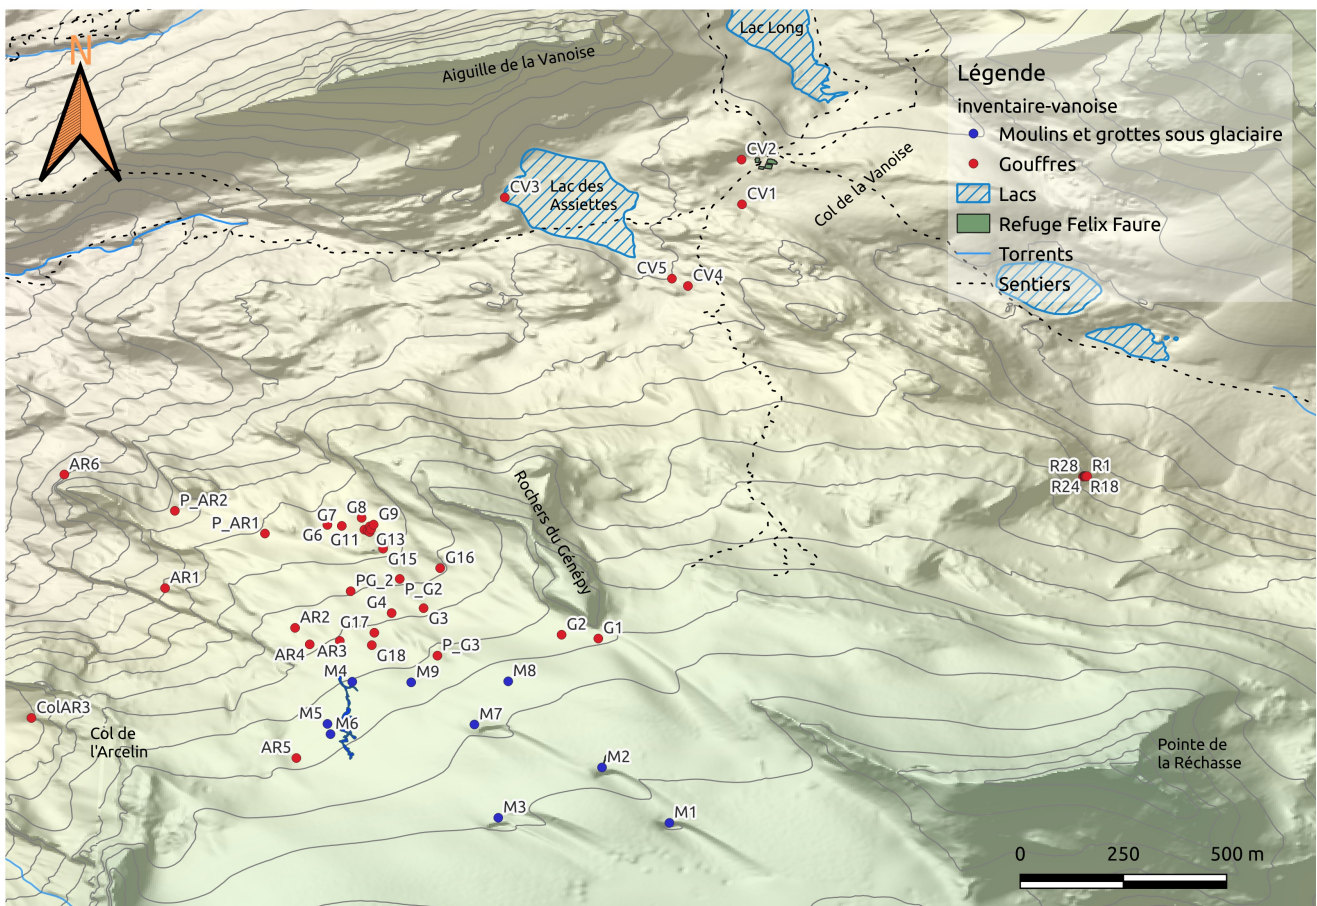 N
Lac Long
Aiguille de la Vanoise
Légende
inventaire-vanoise
Moulins et grottes sous glaciaire
Gouffres
Lacs
Refuge Felix Faure
Torrents
Sentiers
CV2
Col de la Vanoise
CV3
Lac des
Assiettes
CV1
CV5
CV4
AR6
R28
R1
R24
R18
P_AR2
Rochers du Génépy
G8
G7
G9
P_AR1
G6
G11
G13
G15
G16
AR1
PG_2
P_G2
G4
G3
AR2
G17
G2
G1
AR4
AR3
G18
P_G3
M4
M9
M8
ColAR3
M5
M6
M7
Col de
l'Arcelin
AR5
Pointe de
la Réchasse
M2
M3
M1
0
250
500 m